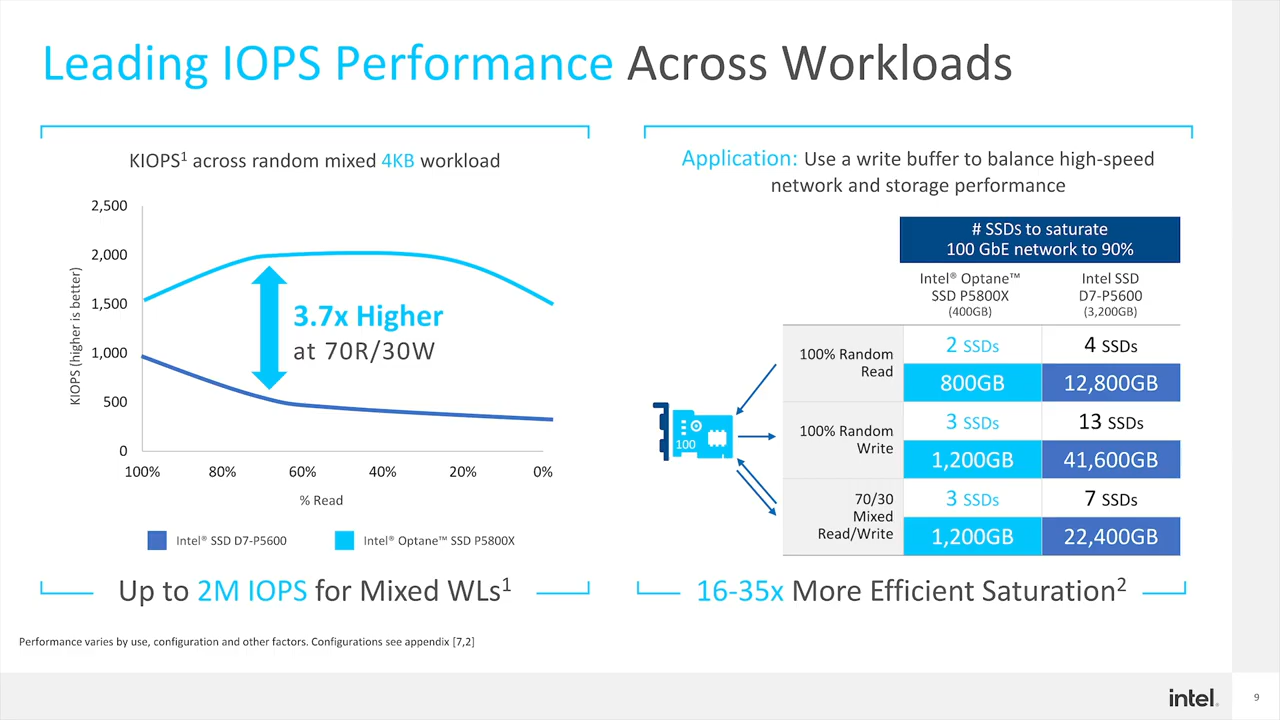 Leading IOPS Performance Across Workloads
KIOPS¹ across random mixed 4KB workload
2,500
2,000
1,500
1,000
500
0
KIOPS (higher is better)
3.7x Higher
at 70R/30W
100% 80% 60% 40% 20% 0%
% Read
Intel® SSD D7-P5600 Intel® Optane™ SSD P5800X
Up to 2M IOPS for Mixed WLs¹
Application: Use a write buffer to balance high-speed
network and storage performance
# SSDs to saturate
100 GbE network to 90%
Intel® Optane™
SSD P5800X
(400GB)
Intel SSD
D7-P5600
(3,200GB)
100% Random
Read
2 SSDs 4 SSDs
800GB 12,800GB
100% Random
Write
3 SSDs 13 SSDs
1,200GB 41,600GB
70/30
Mixed
Read/Write
3 SSDs 7 SSDs
1,200GB 22,400GB
100
16-35x More Efficient Saturation²
Performance varies by use, configuration and other factors. Configurations see appendix [7,2]
intel.
9